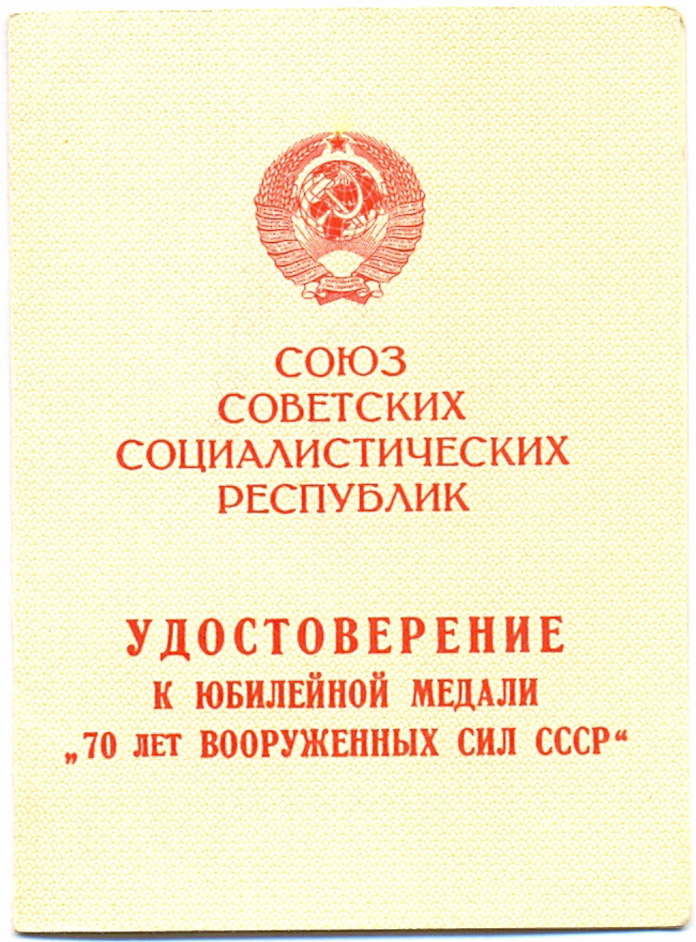 СОЮЗ
СОВЕТСКИХ
СОЦИАЛИСТИЧЕСКИХ
РЕСПУБЛИК
УДОСТОВЕРЕНИЕ
К ЮБИЛЕЙНОЙ МЕДАЛИ
„70 лет ВООРУЖЕННЫХ СИЛ СССР“